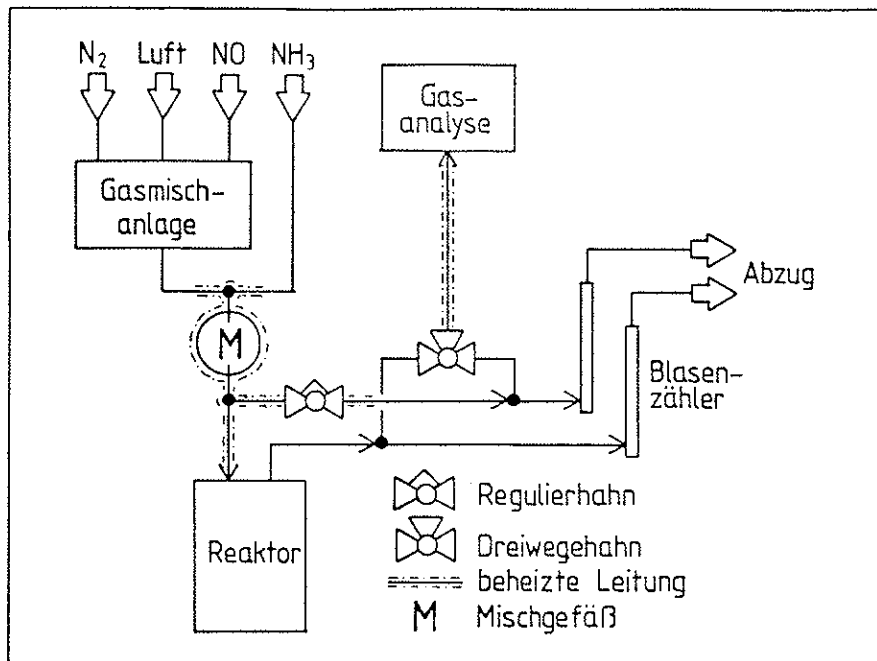 N₂ Luft NO NH₃
Gas-
analyse
Gasmisch-
anlage
Abzug
M
Blasen-
zähler
Reaktor
Regulierhahn
Dreiwegehahn
beheizte Leitung
M Mischgefäß